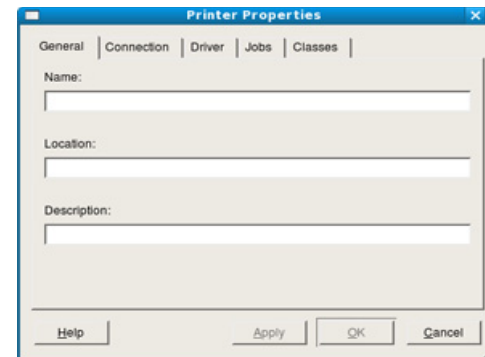 Printer Properties
General Connection Driver Jobs Classes
Name:
Location:
Description:
Help Apply OK Cancel